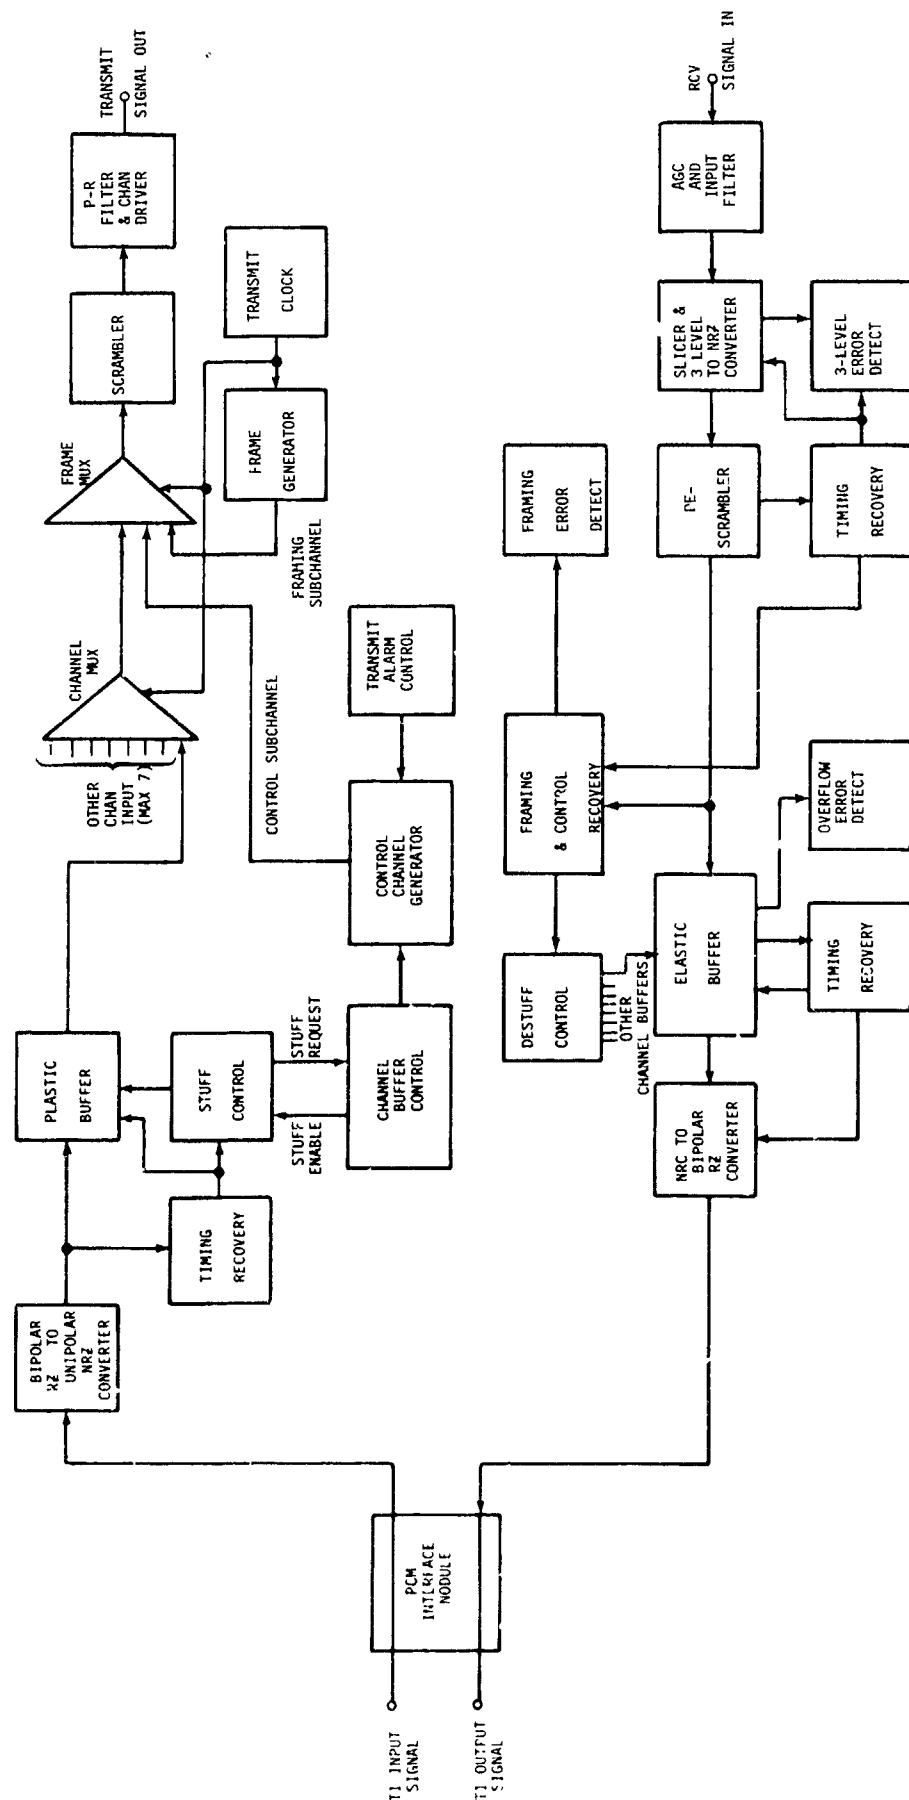 TRANSMIT
SIGNAL OUT
P-R
FILTER
& CHAN
DRIVER
SCRAMBLER
TRANSMIT
CLOCK
FRAME
MUX
FRAME
GENERATOR
FRAMING
SUBCHANNEL
CHANNEL
MUX
OTHER
CHAN
INPUT
(MAX 7)
CONTROL SUBCHANNEL
TRANSMIT
ALARM
CONTROL
CONTROL
CHANNEL
GENERATOR
PLASTIC
BUFFER
STUFF
CONTROL
STUFF
REQUEST
STUFF
ENABLE
CHANNEL
BUFFER
CONTROL
TIMING
RECOVERY
BIPOLAR
RZ TO
UNIPOLAR
NRZ
CONVERTER
PCM
INTERFACE
NODULE
T1 INPUT
SIGNAL
T1 OUTPUT
SIGNAL
RCV
SIGNAL IN
AGC
AND
INPUT
FILTER
SLICER &
3 LEVEL
TO NRZ
CONVERTER
3-LEVEL
ERROR
DETECT
FRAMING
ERROR
DETECT
DE-
SCRAMBLER
TIMING
RECOVERY
FRAMING
& CONTROL
RECOVERY
OVERFLOW
ERROR
DETECT
DESTUFF
CONTROL
OTHER
CHANNEL BUFFERS
ELASTIC
BUFFER
TIMING
RECOVERY
NRC TO
BIPOLAR
RZ
CONVERTER